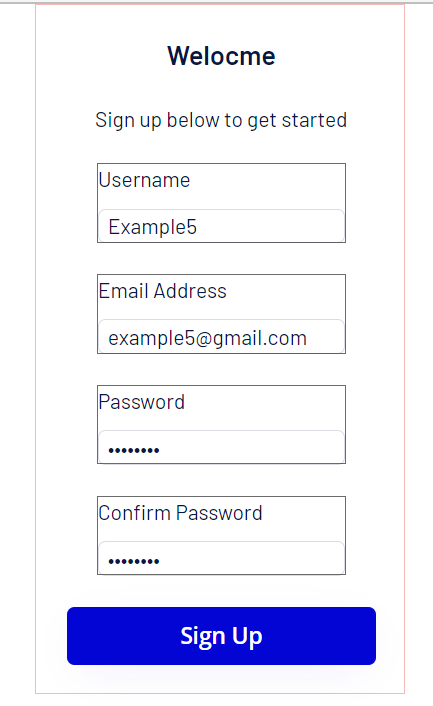 Welocme
Sign up below to get started
Username
Example5
Email Address
example5@gmail.com
Password
••••••••
Confirm Password
••••••••
Sign Up